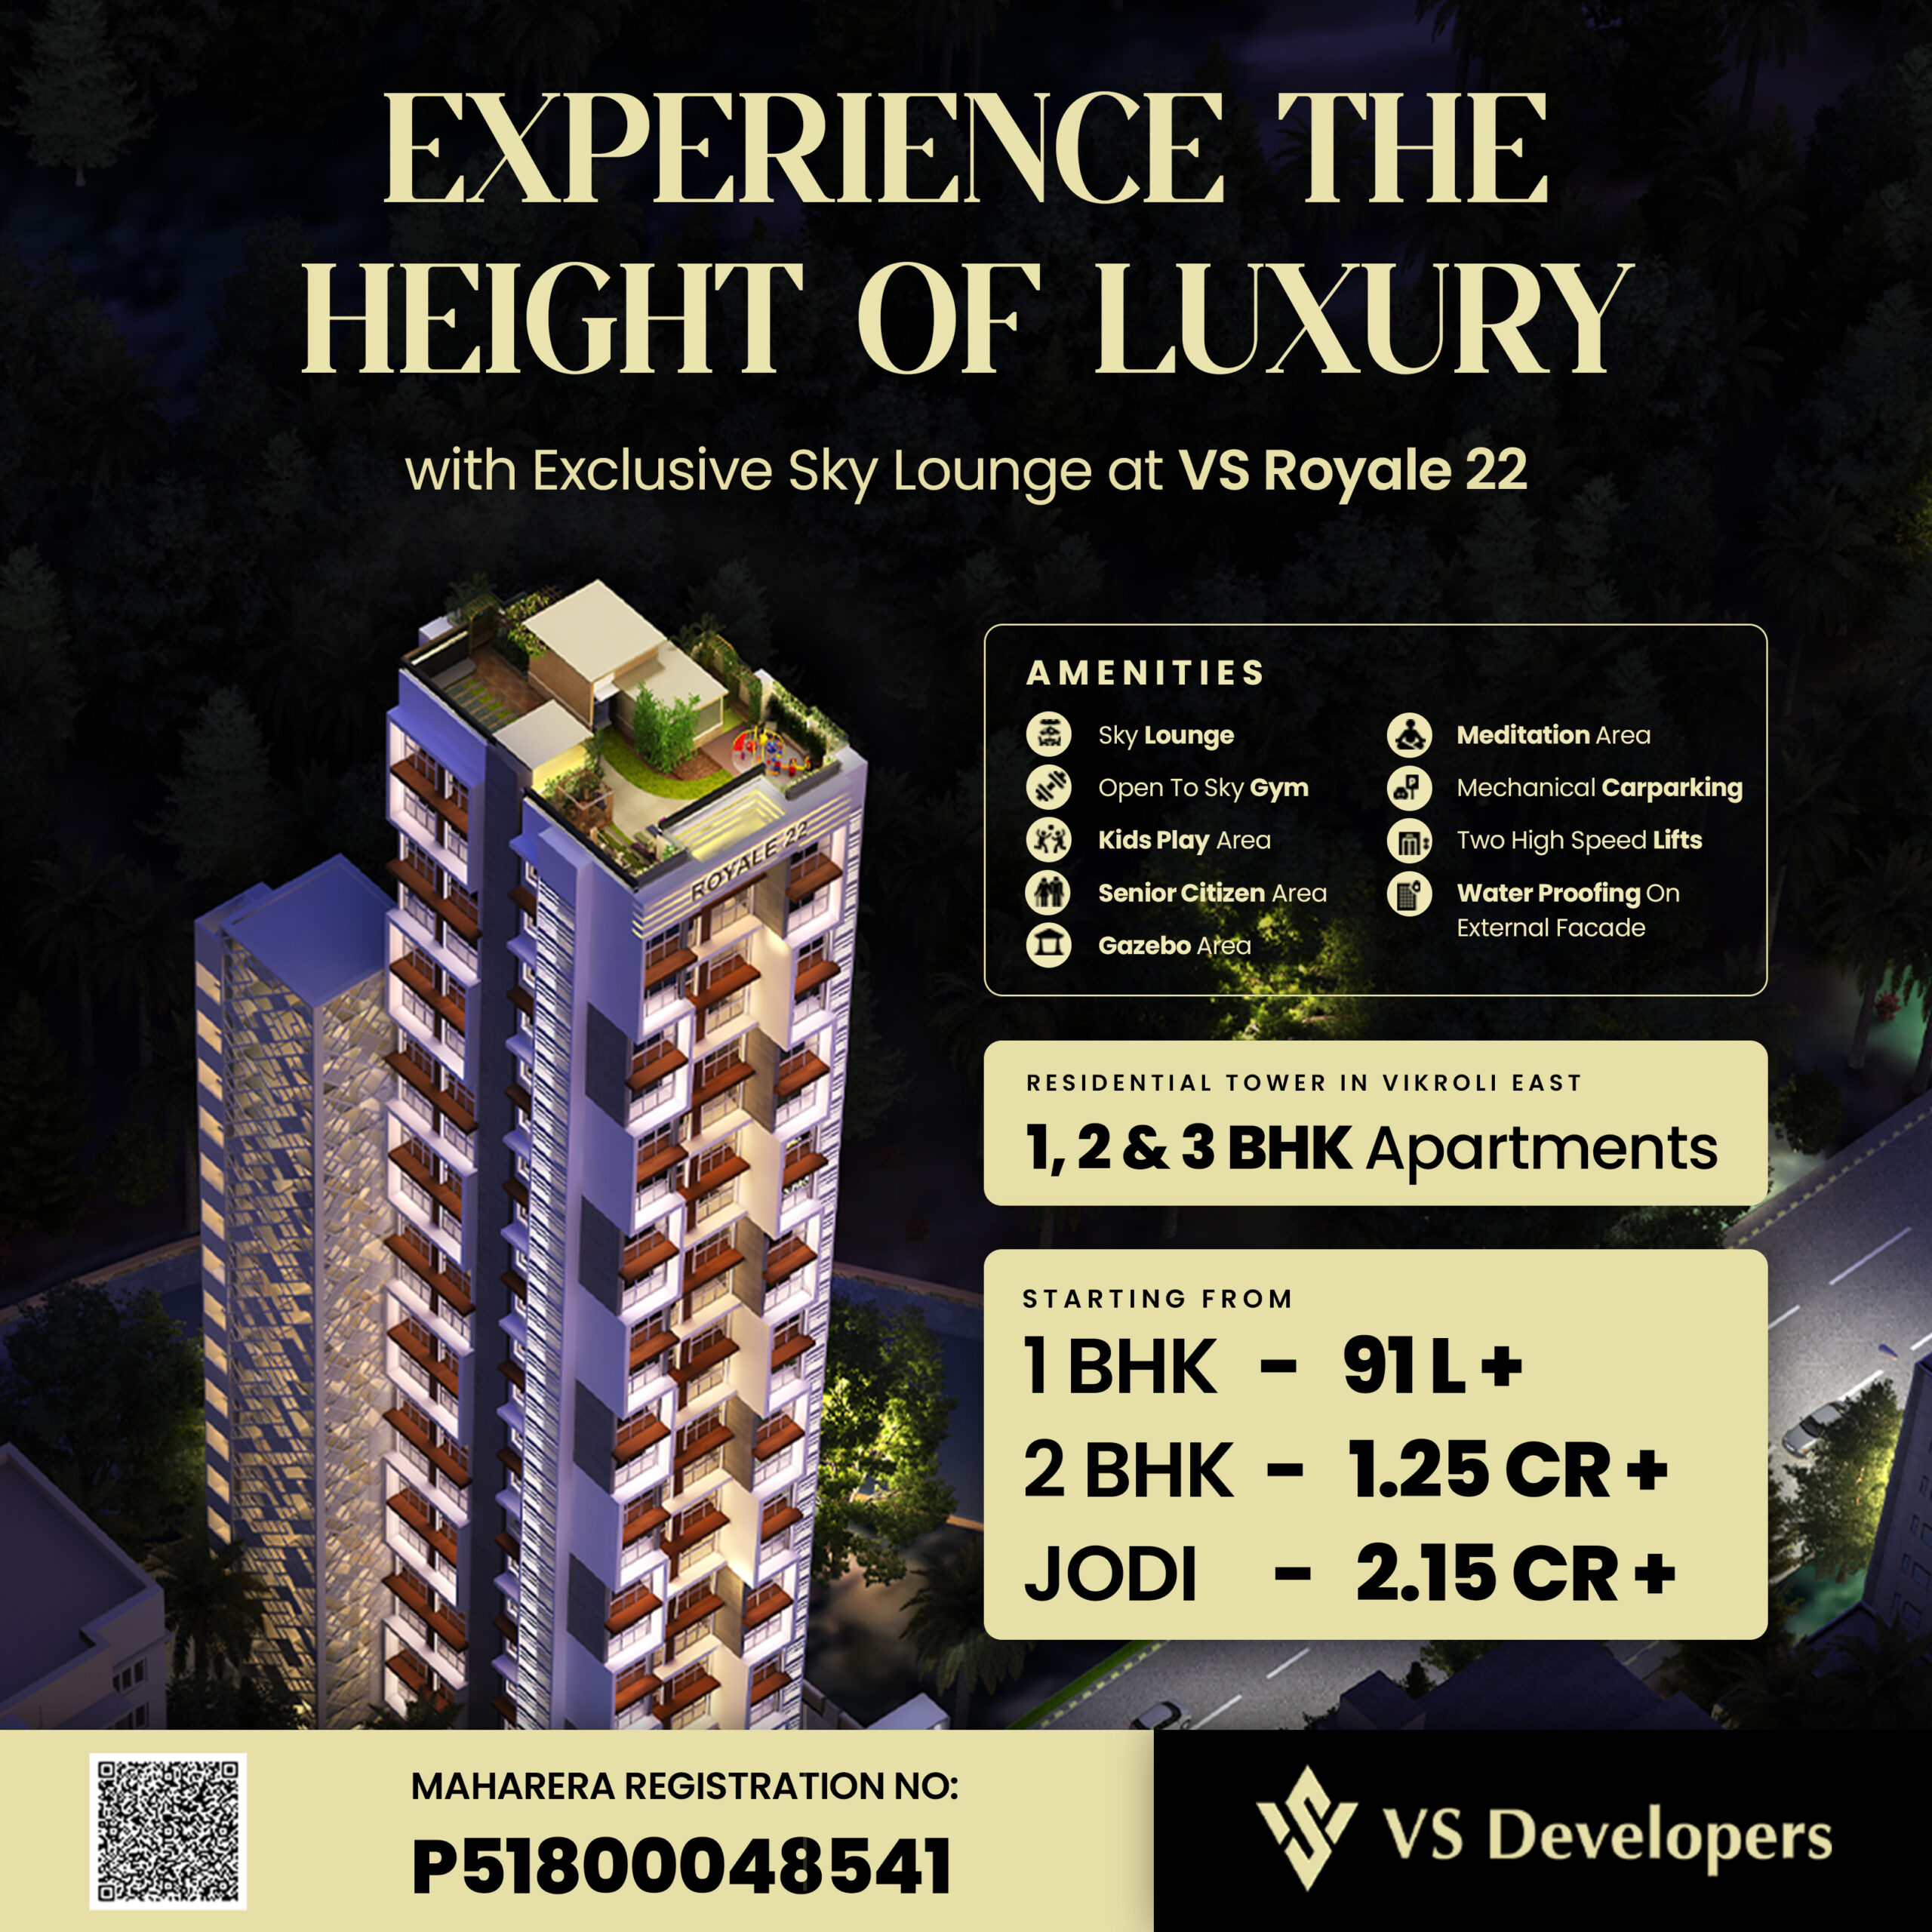 EXPERIENCE THE
HEIGHT OF LUXURY
with Exclusive Sky Lounge at VS Royale 22
ROYALE 22
AMENITIES
Sky Lounge
Open To Sky Gym
Kids Play Area
Senior Citizen Area
Gazebo Area
Meditation Area
Mechanical Carparking
Two High Speed Lifts
Water Proofing On
External Facade
RESIDENTIAL TOWER IN VIKROLI EAST
1, 2 & 3 BHK Apartments
STARTING FROM
1 BHK - 91 L +
2 BHK - 1.25 CR +
JODI - 2.15 CR +
MAHARERA REGISTRATION NO:
P51800048541
VS Developers